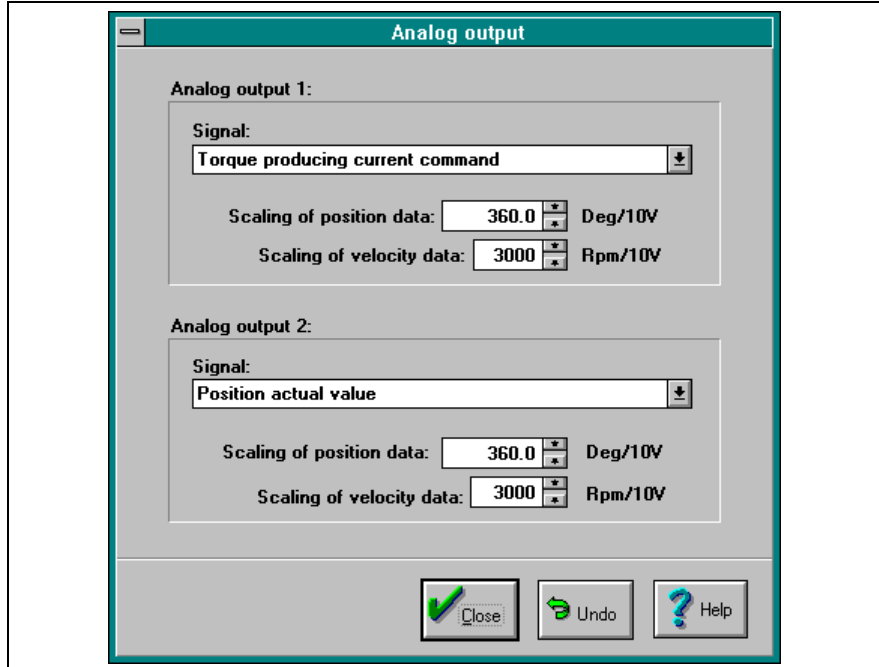 Analog output
Analog output 1:
Signal:
Torque producing current command
Scaling of position data: 360.0 Deg/10V
Scaling of velocity data: 3000 Rpm/10V
Analog output 2:
Signal:
Position actual value
Scaling of position data: 360.0 Deg/10V
Scaling of velocity data: 3000 Rpm/10V
Close Undo Help